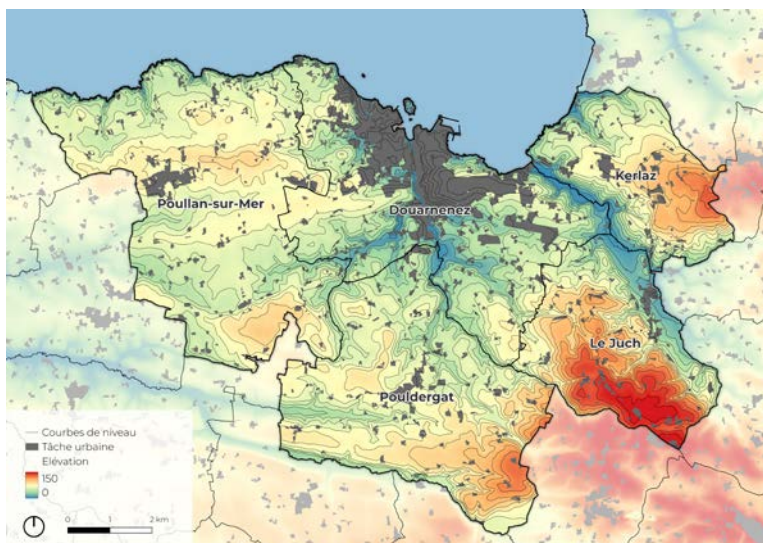 Kerlaz
Poullan-sur-Mer
Douarnenez
Le Juch
Pouldergat
Courbes de niveau
Tâche urbaine
Elévation
150
0
0 1 2 km